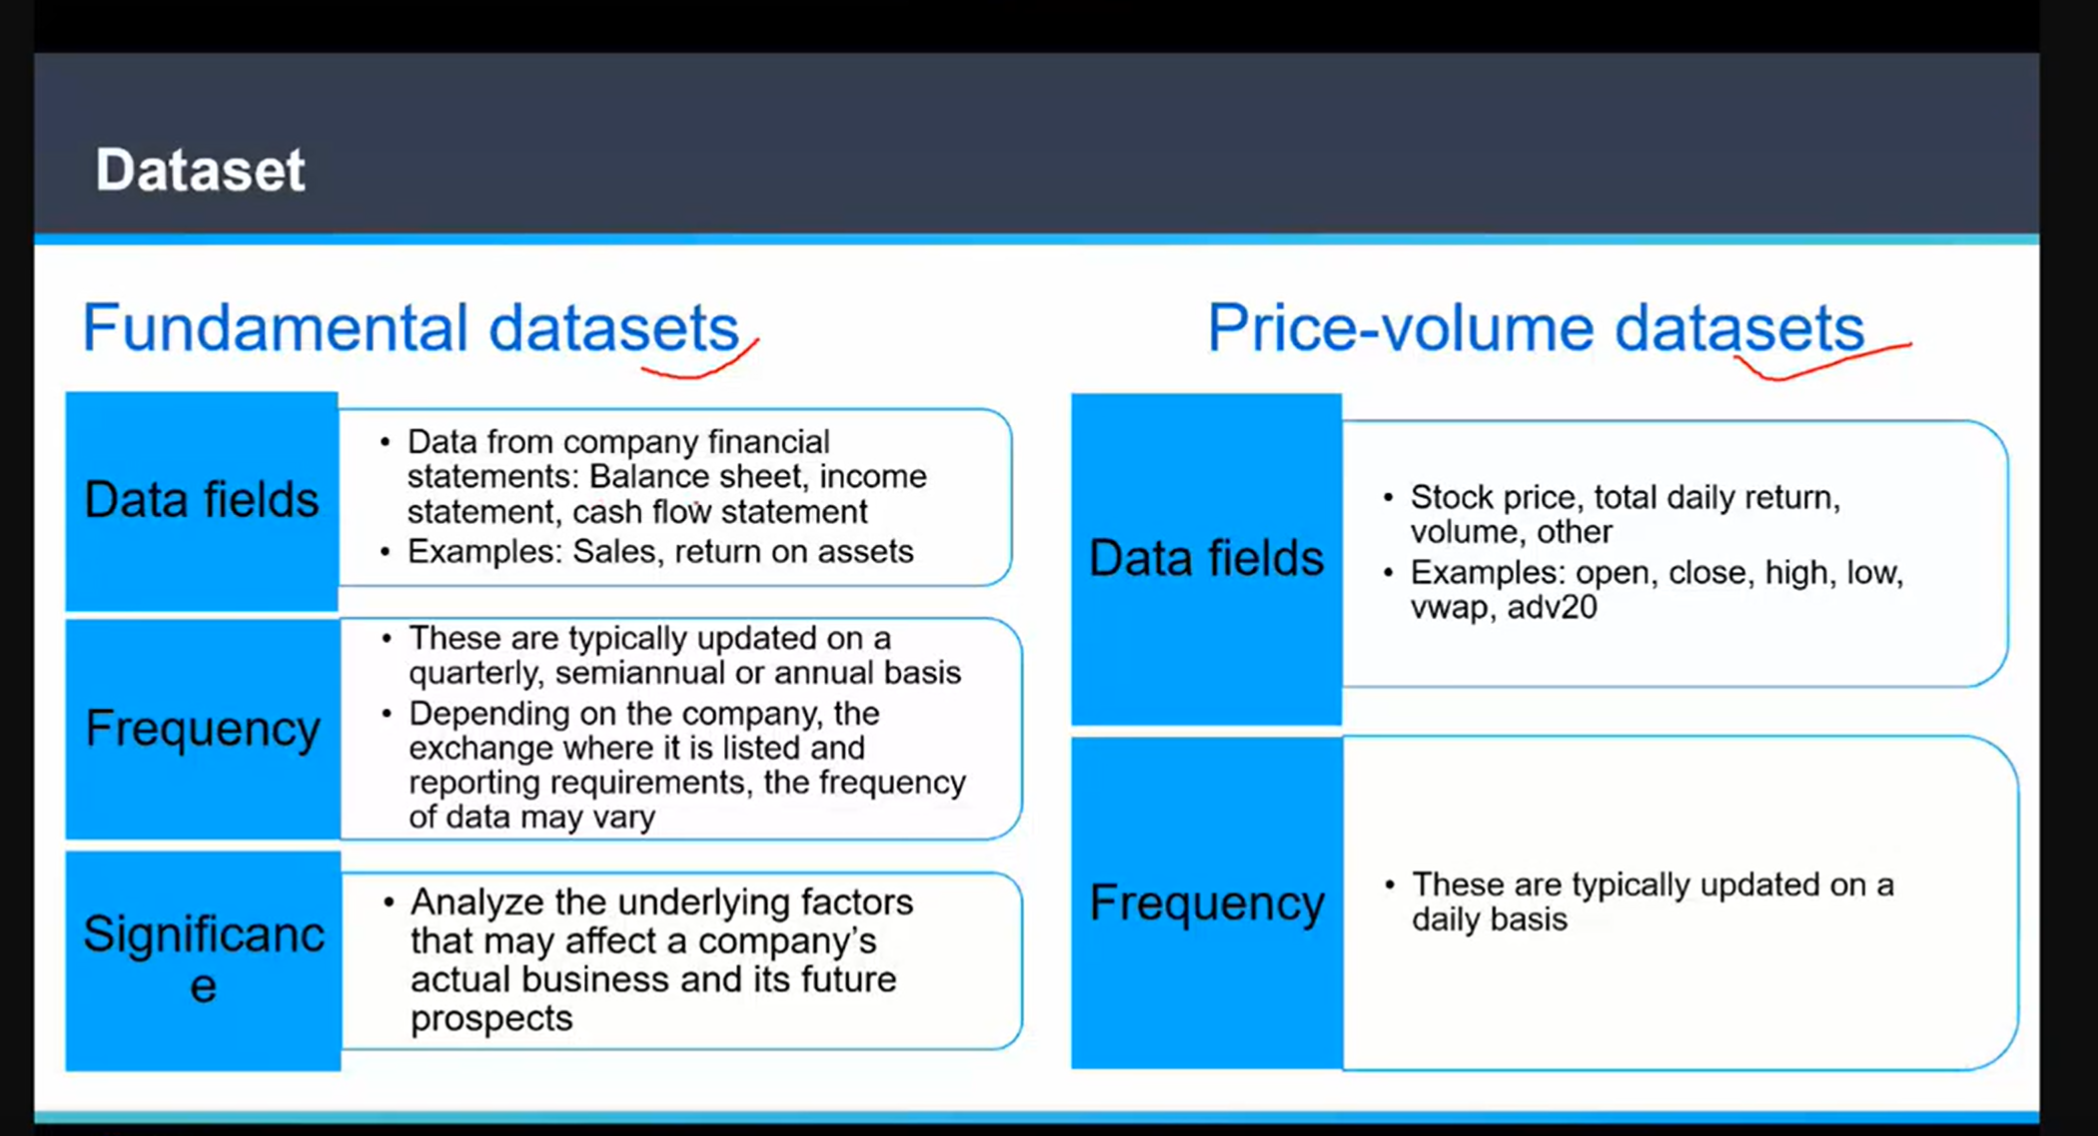 Dataset
Fundamental datasets
Data fields
• Data from company financial
statements: Balance sheet, income
statement, cash flow statement
• Examples: Sales, return on assets
Frequency
• These are typically updated on a
quarterly, semiannual or annual basis
• Depending on the company, the
exchange where it is listed and
reporting requirements, the frequency
of data may vary
Significanc
e
• Analyze the underlying factors
that may affect a company’s
actual business and its future
prospects
Price-volume datasets
Data fields
• Stock price, total daily return,
volume, other
• Examples: open, close, high, low,
vwap, adv20
Frequency
• These are typically updated on a
daily basis